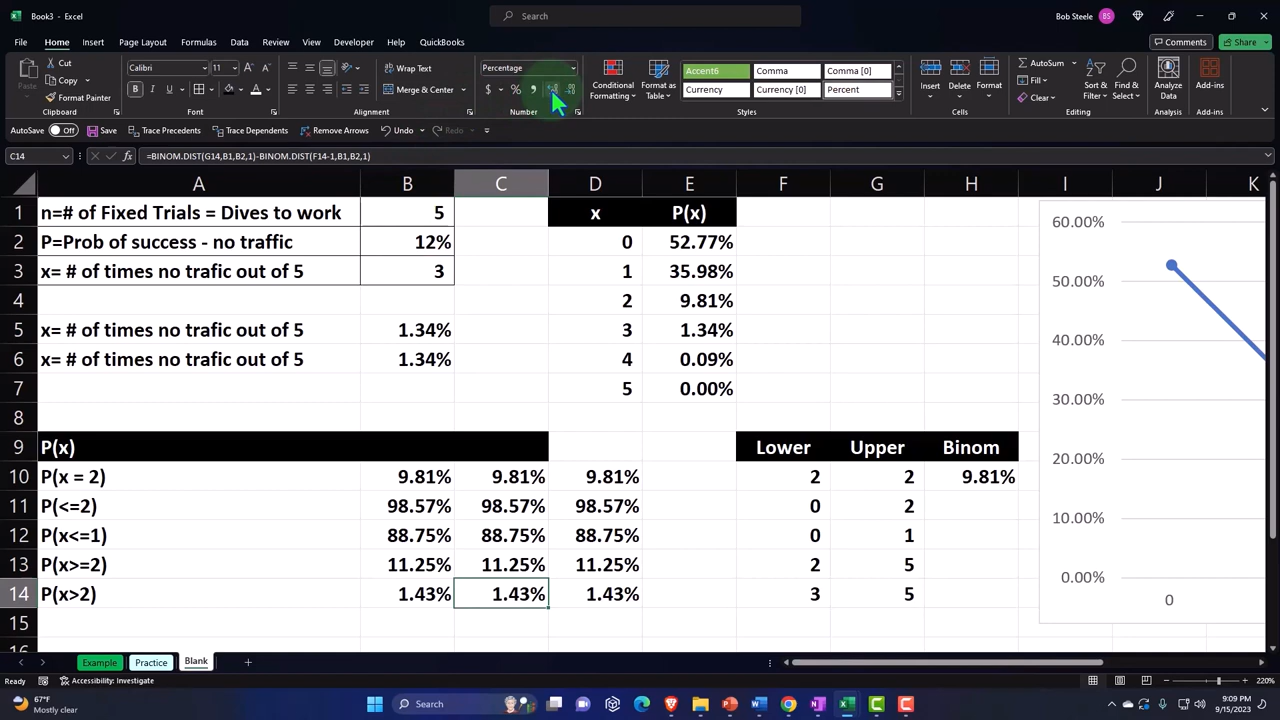 Book3 - Excel
Search
Bob Steele
BS
File Home Insert Page Layout Formulas Data Review View Developer Automate Help QuickBooks
Comments
Share
Cut
Copy
Format Painter
Paste
Clipboard
Calibri
11
Font
Wrap Text
Merge & Center
Alignment
Percentage
Number
Conditional Formatting
Format as Table
Accent6 Comma Comma [0]
Currency Currency [0] Percent
Styles
Insert Delete Format
Cells
AutoSum
Fill
Clear
Sort & Filter
Find & Select
Editing
Analyze Data
Analysis
Add-ins
Add-ins
AutoSave Off Save Trace Precedents Trace Dependents Remove Arrows Undo Redo
C14 fx =BINOM.DIST(G14,B1,B2,1)-BINOM.DIST(F14-1,B1,B2,1)
A B C D E F G H I J K
1 n=# of Fixed Trials = Dives to work 5 x P(x)
2 P=Prob of success - no traffic 12% 0 52.77%
3 x= # of times no trafic out of 5 3 1 35.98%
4 2 9.81%
5 x= # of times no trafic out of 5 1.34% 3 1.34%
6 x= # of times no trafic out of 5 1.34% 4 0.09%
7 5 0.00%
8
9 P(x) Lower Upper Binom
10 P(x = 2) 9.81% 9.81% 9.81% 2 2 9.81%
11 P(<=2) 98.57% 98.57% 98.57% 0 2
12 P(x<=1) 88.75% 88.75% 88.75% 0 1
13 P(x>=2) 11.25% 11.25% 11.25% 2 5
14 P(x>2) 1.43% 1.43% 1.43% 3 5
15
16
60.00%
50.00%
40.00%
30.00%
20.00%
10.00%
0.00%
0
Example Practice Blank
Ready
Accessibility: Investigate
220%
67°F
Mostly clear
Search
9:09 PM
9/15/2023